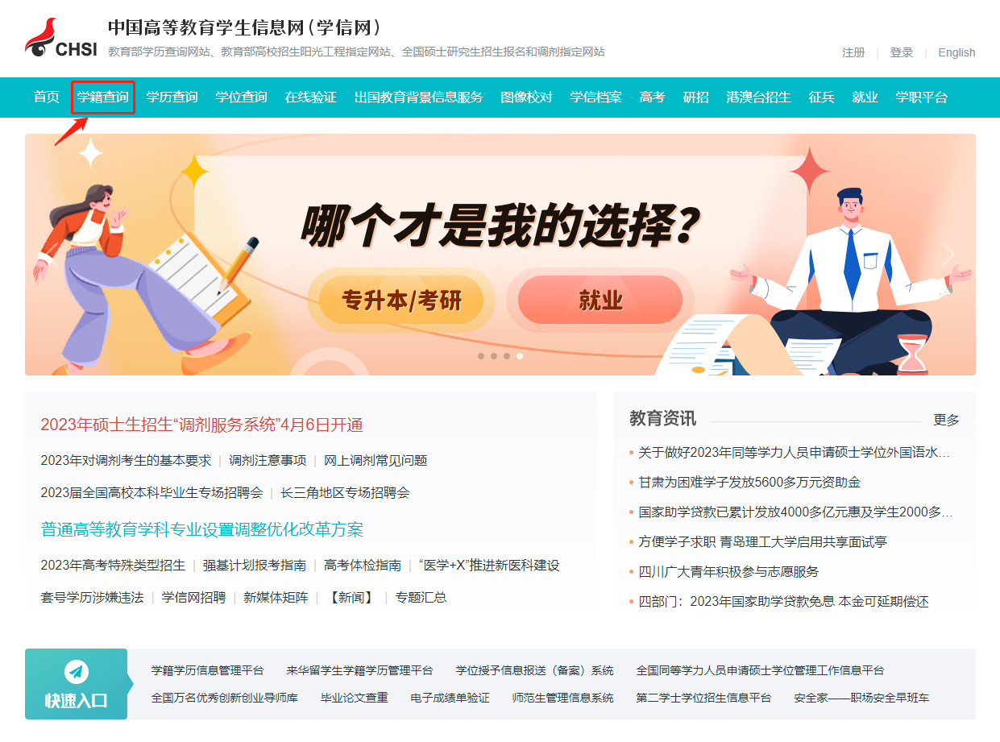 CHSI
中国高等教育学生信息网(学信网)
教育部学历查询网站、教育部高校招生阳光工程指定网站、全国硕士研究生招生报名和调剂指定网站
注册 | 登录 | English
首页 学籍查询 学历查询 学位查询 在线验证 出国教育背景信息服务 图像校对 学信档案 高考 研招 港澳台招生 征兵 就业 学职平台
哪个才是我的选择?
专升本/考研 就业
2023年硕士生招生“调剂服务系统”4月6日开通
2023年对调剂考生的基本要求 | 调剂注意事项 | 网上调剂常见问题
2023届全国高校本科毕业生专场招聘会 | 长三角地区专场招聘会
普通高等教育学科专业设置调整优化改革方案
2023年高考特殊类型招生 | 强基计划报考指南 | 高考体检指南 | “医学+X”推进新医科建设
套号学历涉嫌违法 | 学信网招聘 | 新媒体矩阵 | 【新闻】 | 专题汇总
教育资讯 更多
关于做好2023年同等学力人员申请硕士学位外国语水…
甘肃为困难学子发放5600多万元资助金
国家助学贷款已累计发放4000多亿元惠及学生2000多…
方便学子求职 青岛理工大学启用共享面试亭
四川广大青年积极参与志愿服务
四部门：2023年国家助学贷款免息 本金可延期偿还
快速入口
学籍学历信息管理平台 来华留学生学籍学历管理平台 学位授予信息报送（备案）系统 全国同等学力人员申请硕士学位管理工作信息平台
全国万名优秀创新创业导师库 毕业论文查重 电子成绩单验证 师范生管理信息系统 第二学士学位招生信息平台 安全家——职场安全早班车